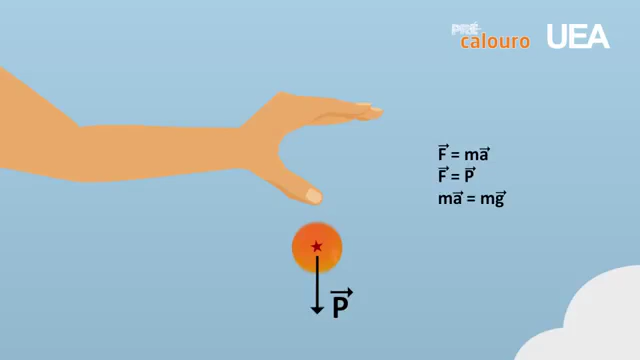 PRÉ-
calouro UEA
F⃗ = ma⃗
F⃗ = P⃗
ma⃗ = mg⃗
P⃗